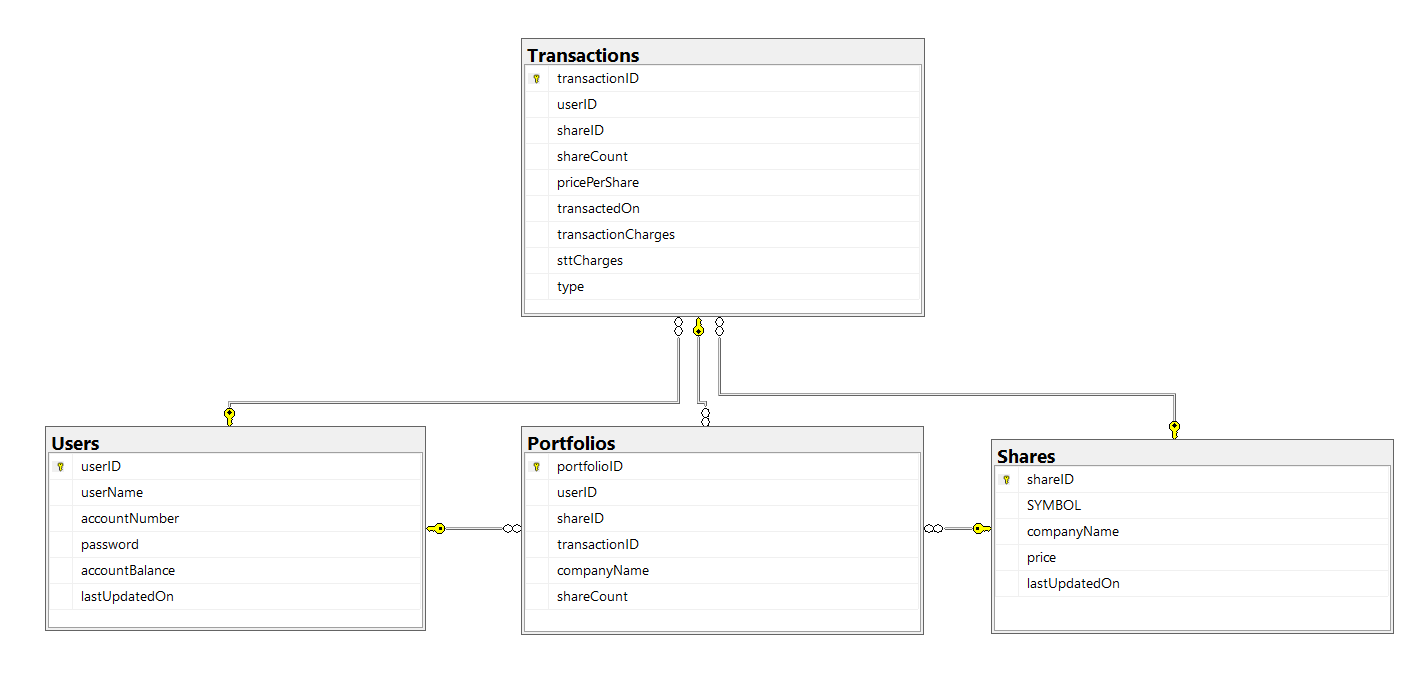 Transactions
transactionID
userID
shareID
shareCount
pricePerShare
transactedOn
transactionCharges
sttCharges
type
Users
userID
userName
accountNumber
password
accountBalance
lastUpdatedOn
Portfolios
portfolioID
userID
shareID
transactionID
companyName
shareCount
Shares
shareID
SYMBOL
companyName
price
lastUpdatedOn